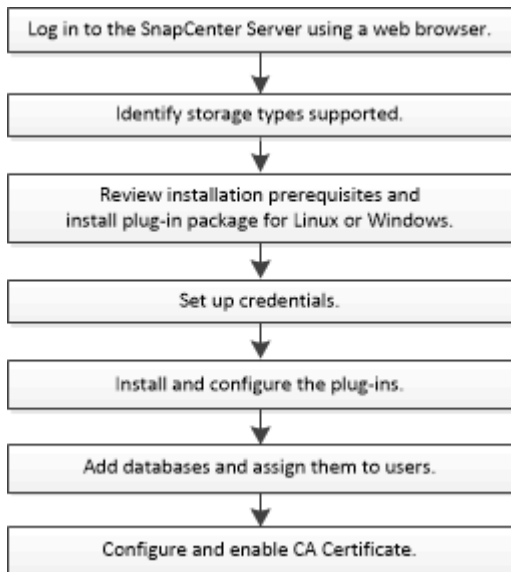 Log in to the SnapCenter Server using a web browser.
Identify storage types supported.
Review installation prerequisites and
install plug-in package for Linux or Windows.
Set up credentials.
Install and configure the plug-ins.
Add databases and assign them to users.
Configure and enable CA Certificate.